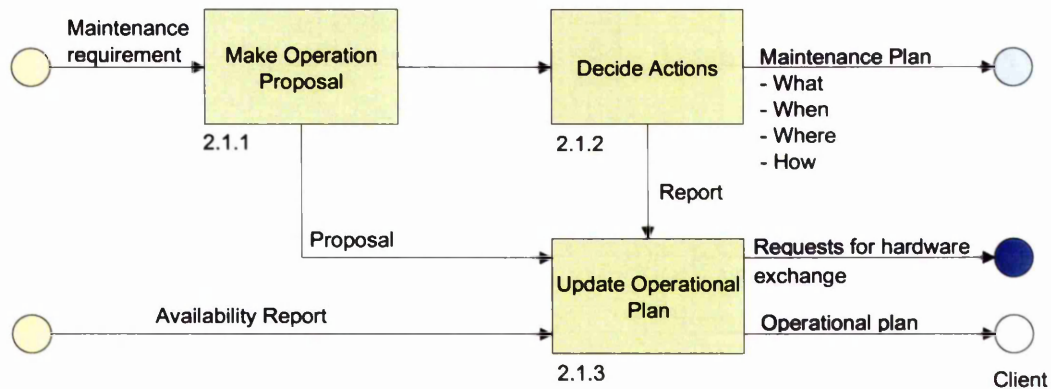 Maintenance
requirement
Make Operation
Proposal
2.1.1
Decide Actions
2.1.2
Maintenance Plan
- What
- When
- Where
- How
Report
Proposal
Availability Report
Update Operational
Plan
2.1.3
Requests for hardware
exchange
Operational plan
Client